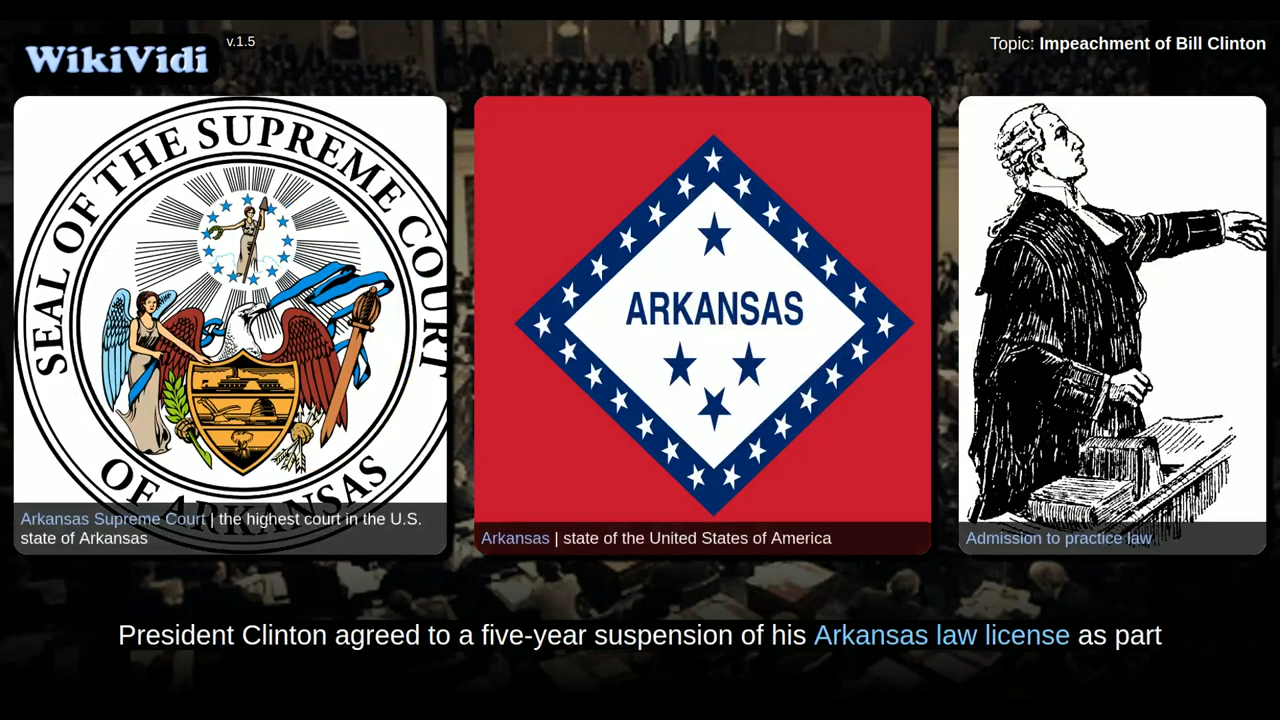 WikiVidi
v.1.5
Topic: Impeachment of Bill Clinton
SEAL OF THE SUPREME COURT
OF ARKANSAS
Arkansas Supreme Court | the highest court in the U.S.
state of Arkansas
ARKANSAS
Arkansas | state of the United States of America
Admission to practice law
President Clinton agreed to a five-year suspension of his Arkansas law license as part